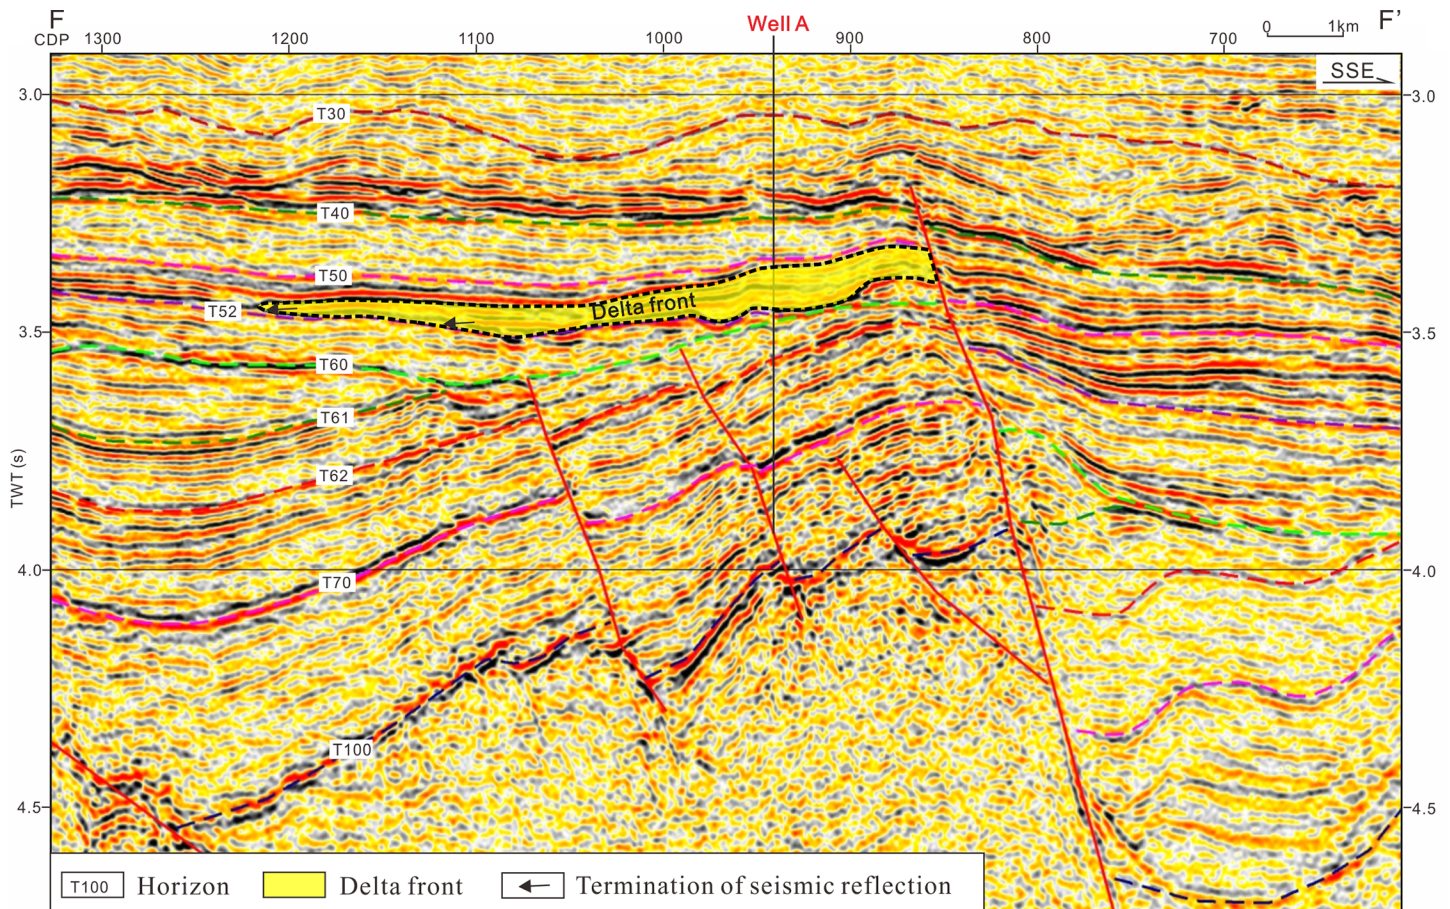 F Well A 0 1km F’
CDP 1300 1200 1100 1000 900 800 700
SSE
3.0 3.0
T30
T40
T50
T52
Delta front
3.5 3.5
T60
T61
T62
TWT (s)
4.0 4.0
T70
T100
4.5 4.5
T100 Horizon Delta front Termination of seismic reflection